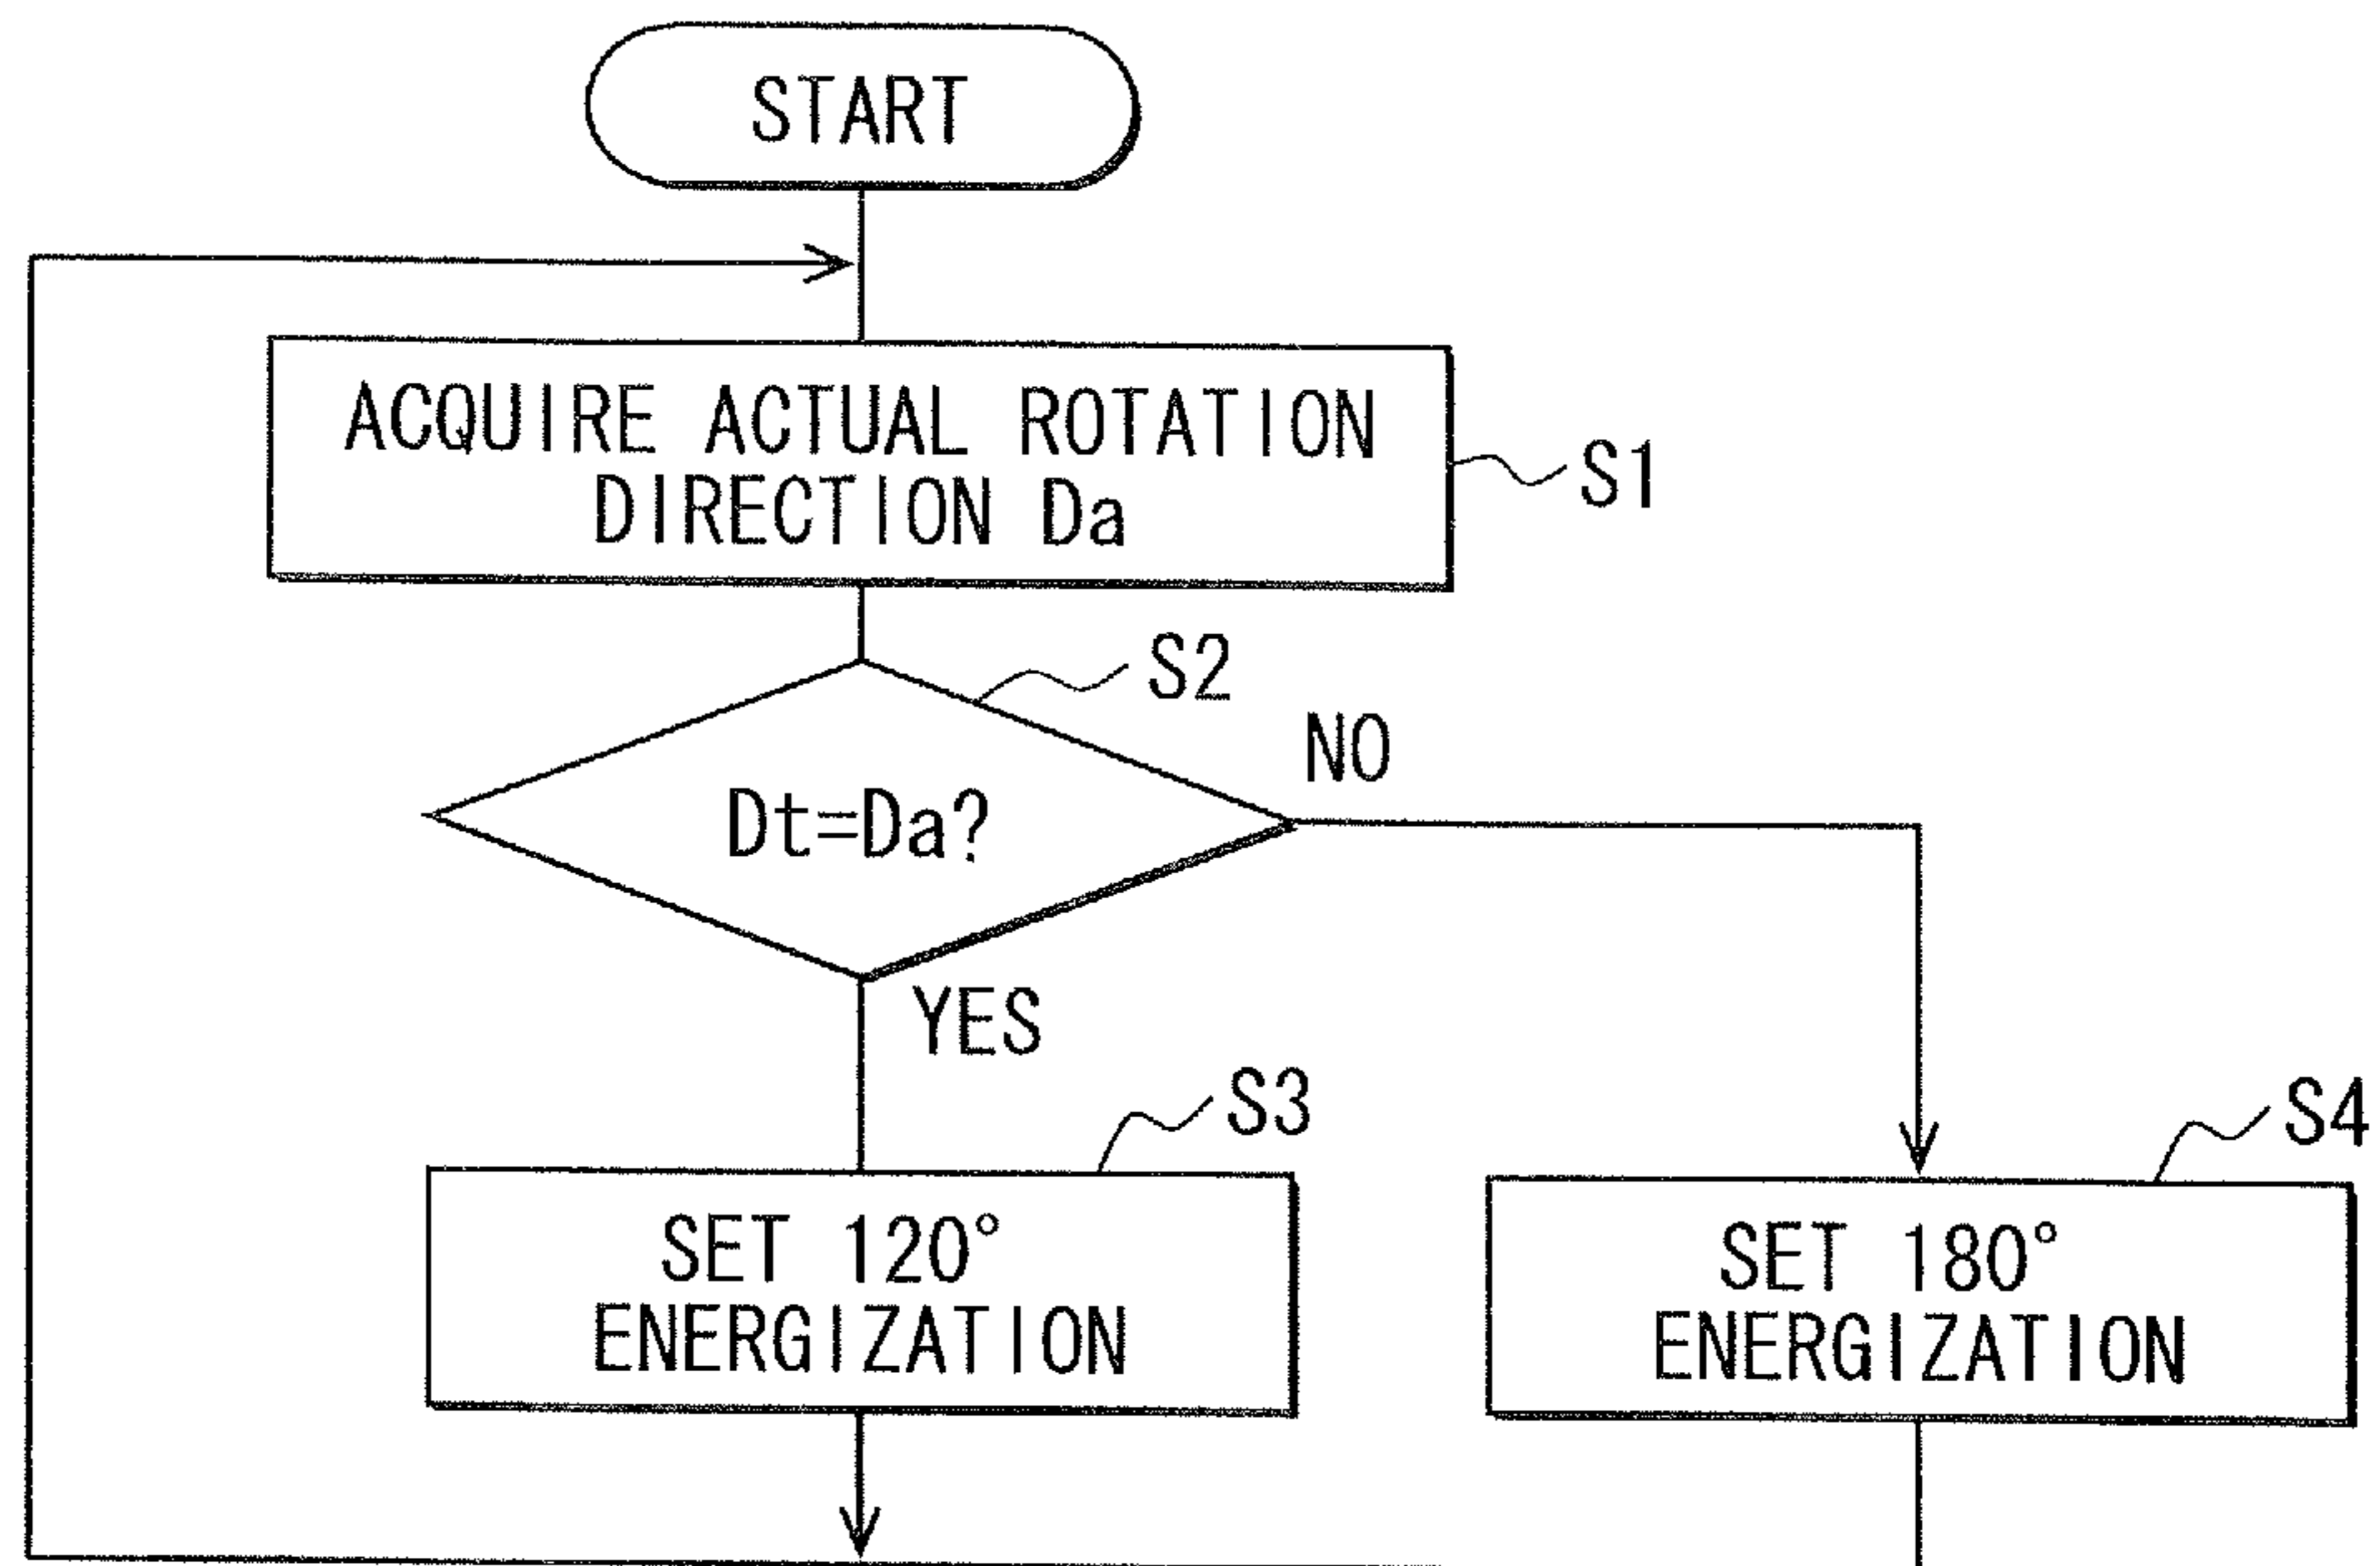 START
ACQUIRE ACTUAL ROTATION
DIRECTION Da
S1
S2
NO
Dt=Da?
YES
S3
S4
SET 120°
ENERGIZATION
SET 180°
ENERGIZATION